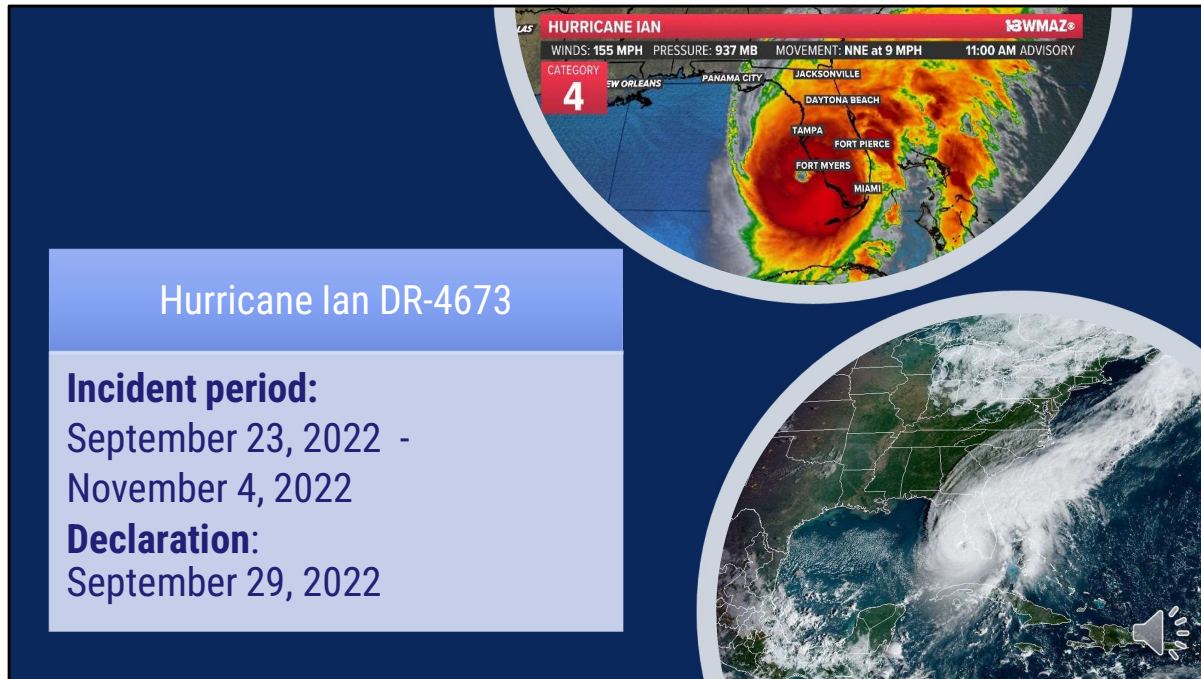 LAS
HURRICANE IAN
13WMAZ
WINDS: 155 MPH PRESSURE: 937 MB MOVEMENT: NNE at 9 MPH 11:00 AM ADVISORY
CATEGORY
4
EW ORLEANS
PANAMA CITY
JACKSONVILLE
DAYTONA BEACH
TAMPA
FORT PIERCE
FORT MYERS
MIAMI
Hurricane Ian DR-4673
Incident period:
September 23, 2022 -
November 4, 2022
Declaration:
September 29, 2022